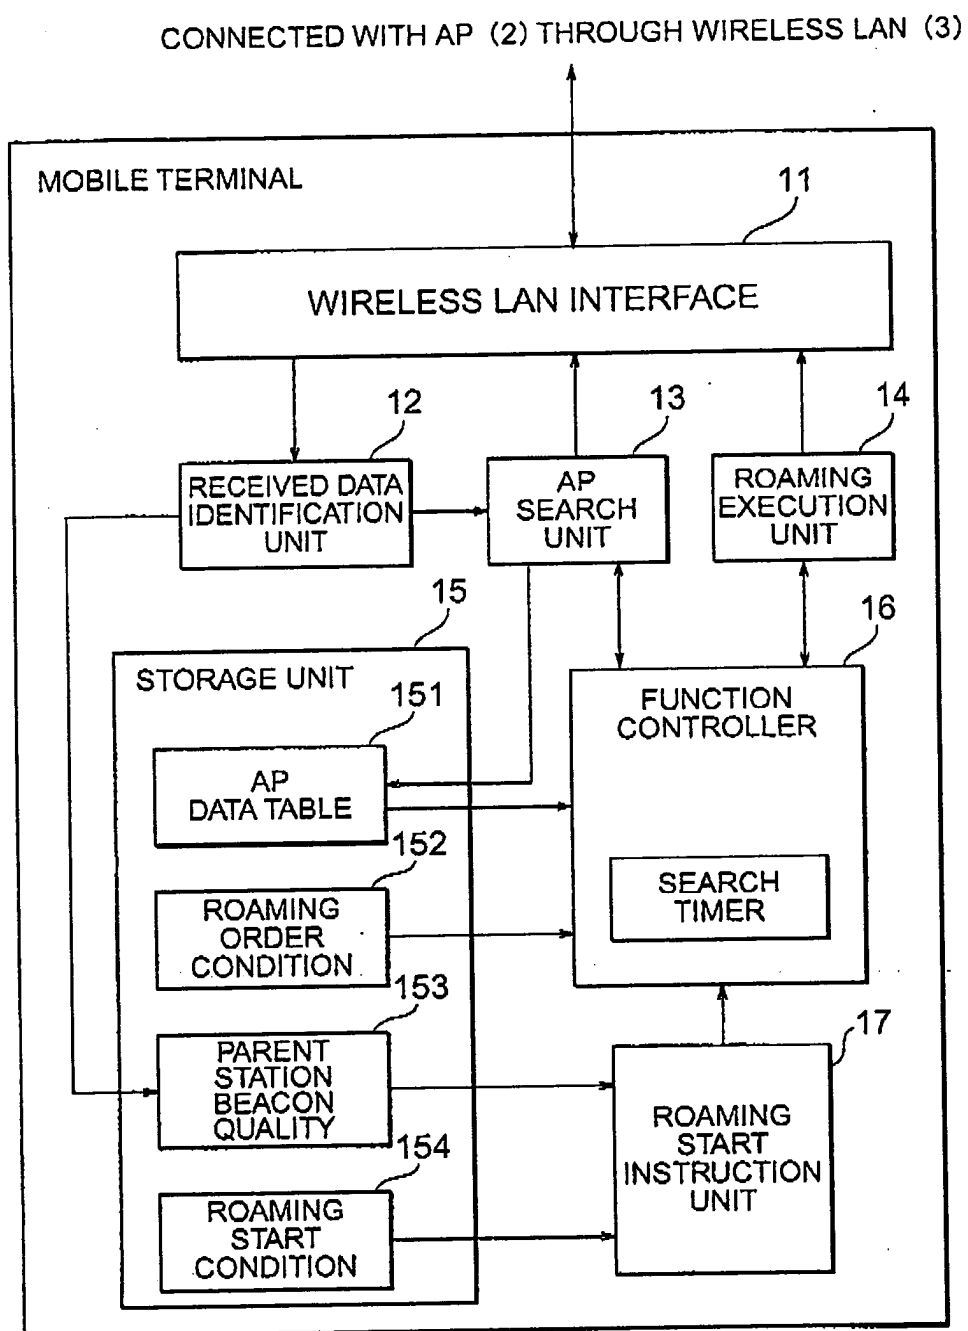 CONNECTED WITH AP (2) THROUGH WIRELESS LAN (3)
MOBILE TERMINAL
11
WIRELESS LAN INTERFACE
12
RECEIVED DATA
IDENTIFICATION
UNIT
13
AP
SEARCH
UNIT
14
ROAMING
EXECUTION
UNIT
15
STORAGE UNIT
151
AP
DATA TABLE
152
ROAMING
ORDER
CONDITION
153
PARENT
STATION
BEACON
QUALITY
154
ROAMING
START
CONDITION
16
FUNCTION
CONTROLLER
SEARCH
TIMER
17
ROAMING
START
INSTRUCTION
UNIT